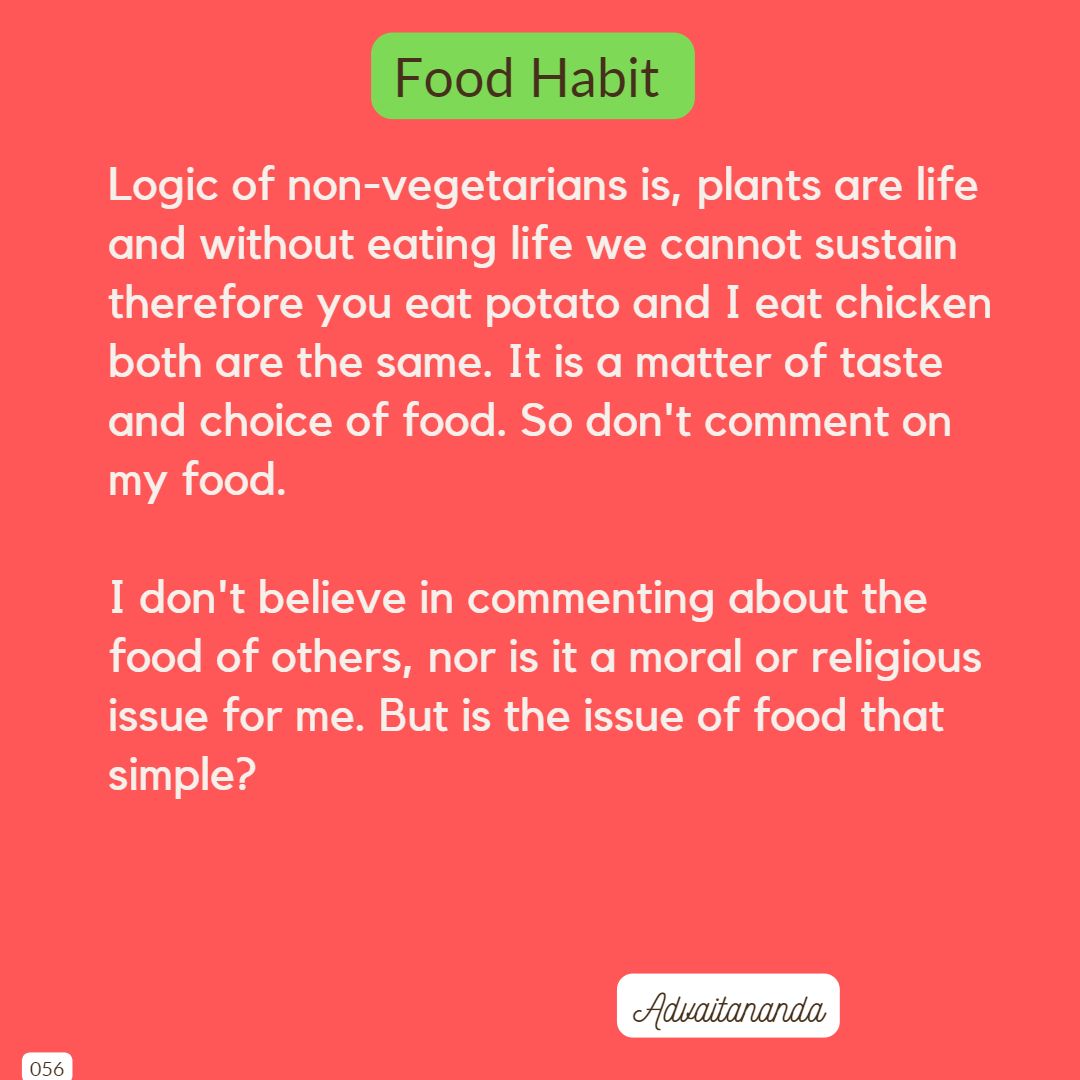 Food Habit
Logic of non-vegetarians is, plants are life
and without eating life we cannot sustain
therefore you eat potato and I eat chicken
both are the same. It is a matter of taste
and choice of food. So don't comment on
my food.
I don't believe in commenting about the
food of others, nor is it a moral or religious
issue for me. But is the issue of food that
simple?
Advaitananda
056